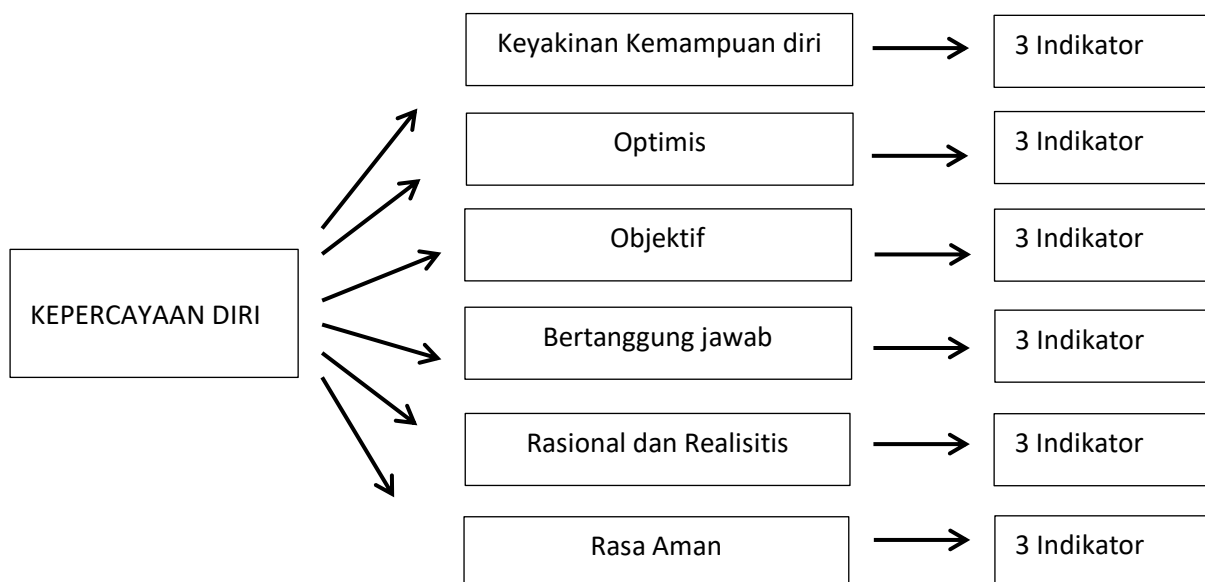 Keyakinan Kemampuan diri
3 Indikator
Optimis
3 Indikator
Objektif
3 Indikator
KEPERCAYAAN DIRI
Bertanggung jawab
3 Indikator
Rasional dan Realisitis
3 Indikator
Rasa Aman
3 Indikator